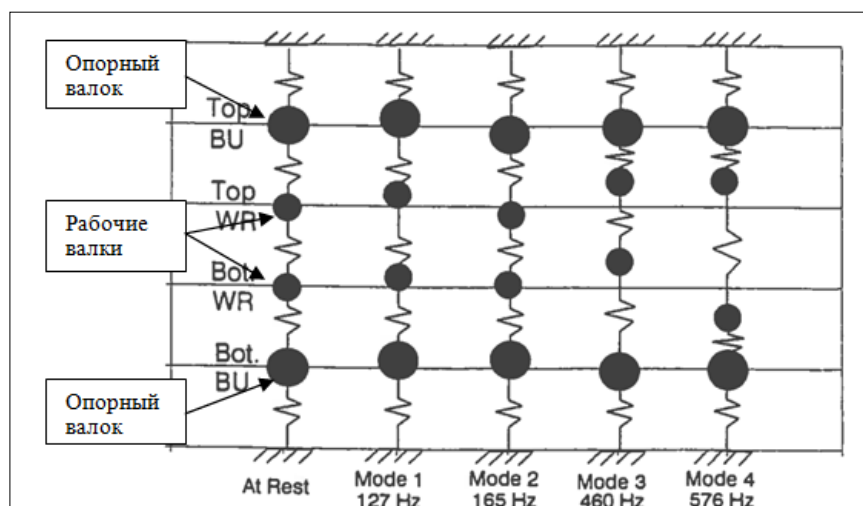 Опорный
валок
Top
BU
Top
WR
Рабочие
валки
Bot.
WR
Bot.
BU
Опорный
валок
At Rest
Mode 1
127 Hz
Mode 2
165 Hz
Mode 3
460 Hz
Mode 4
576 Hz